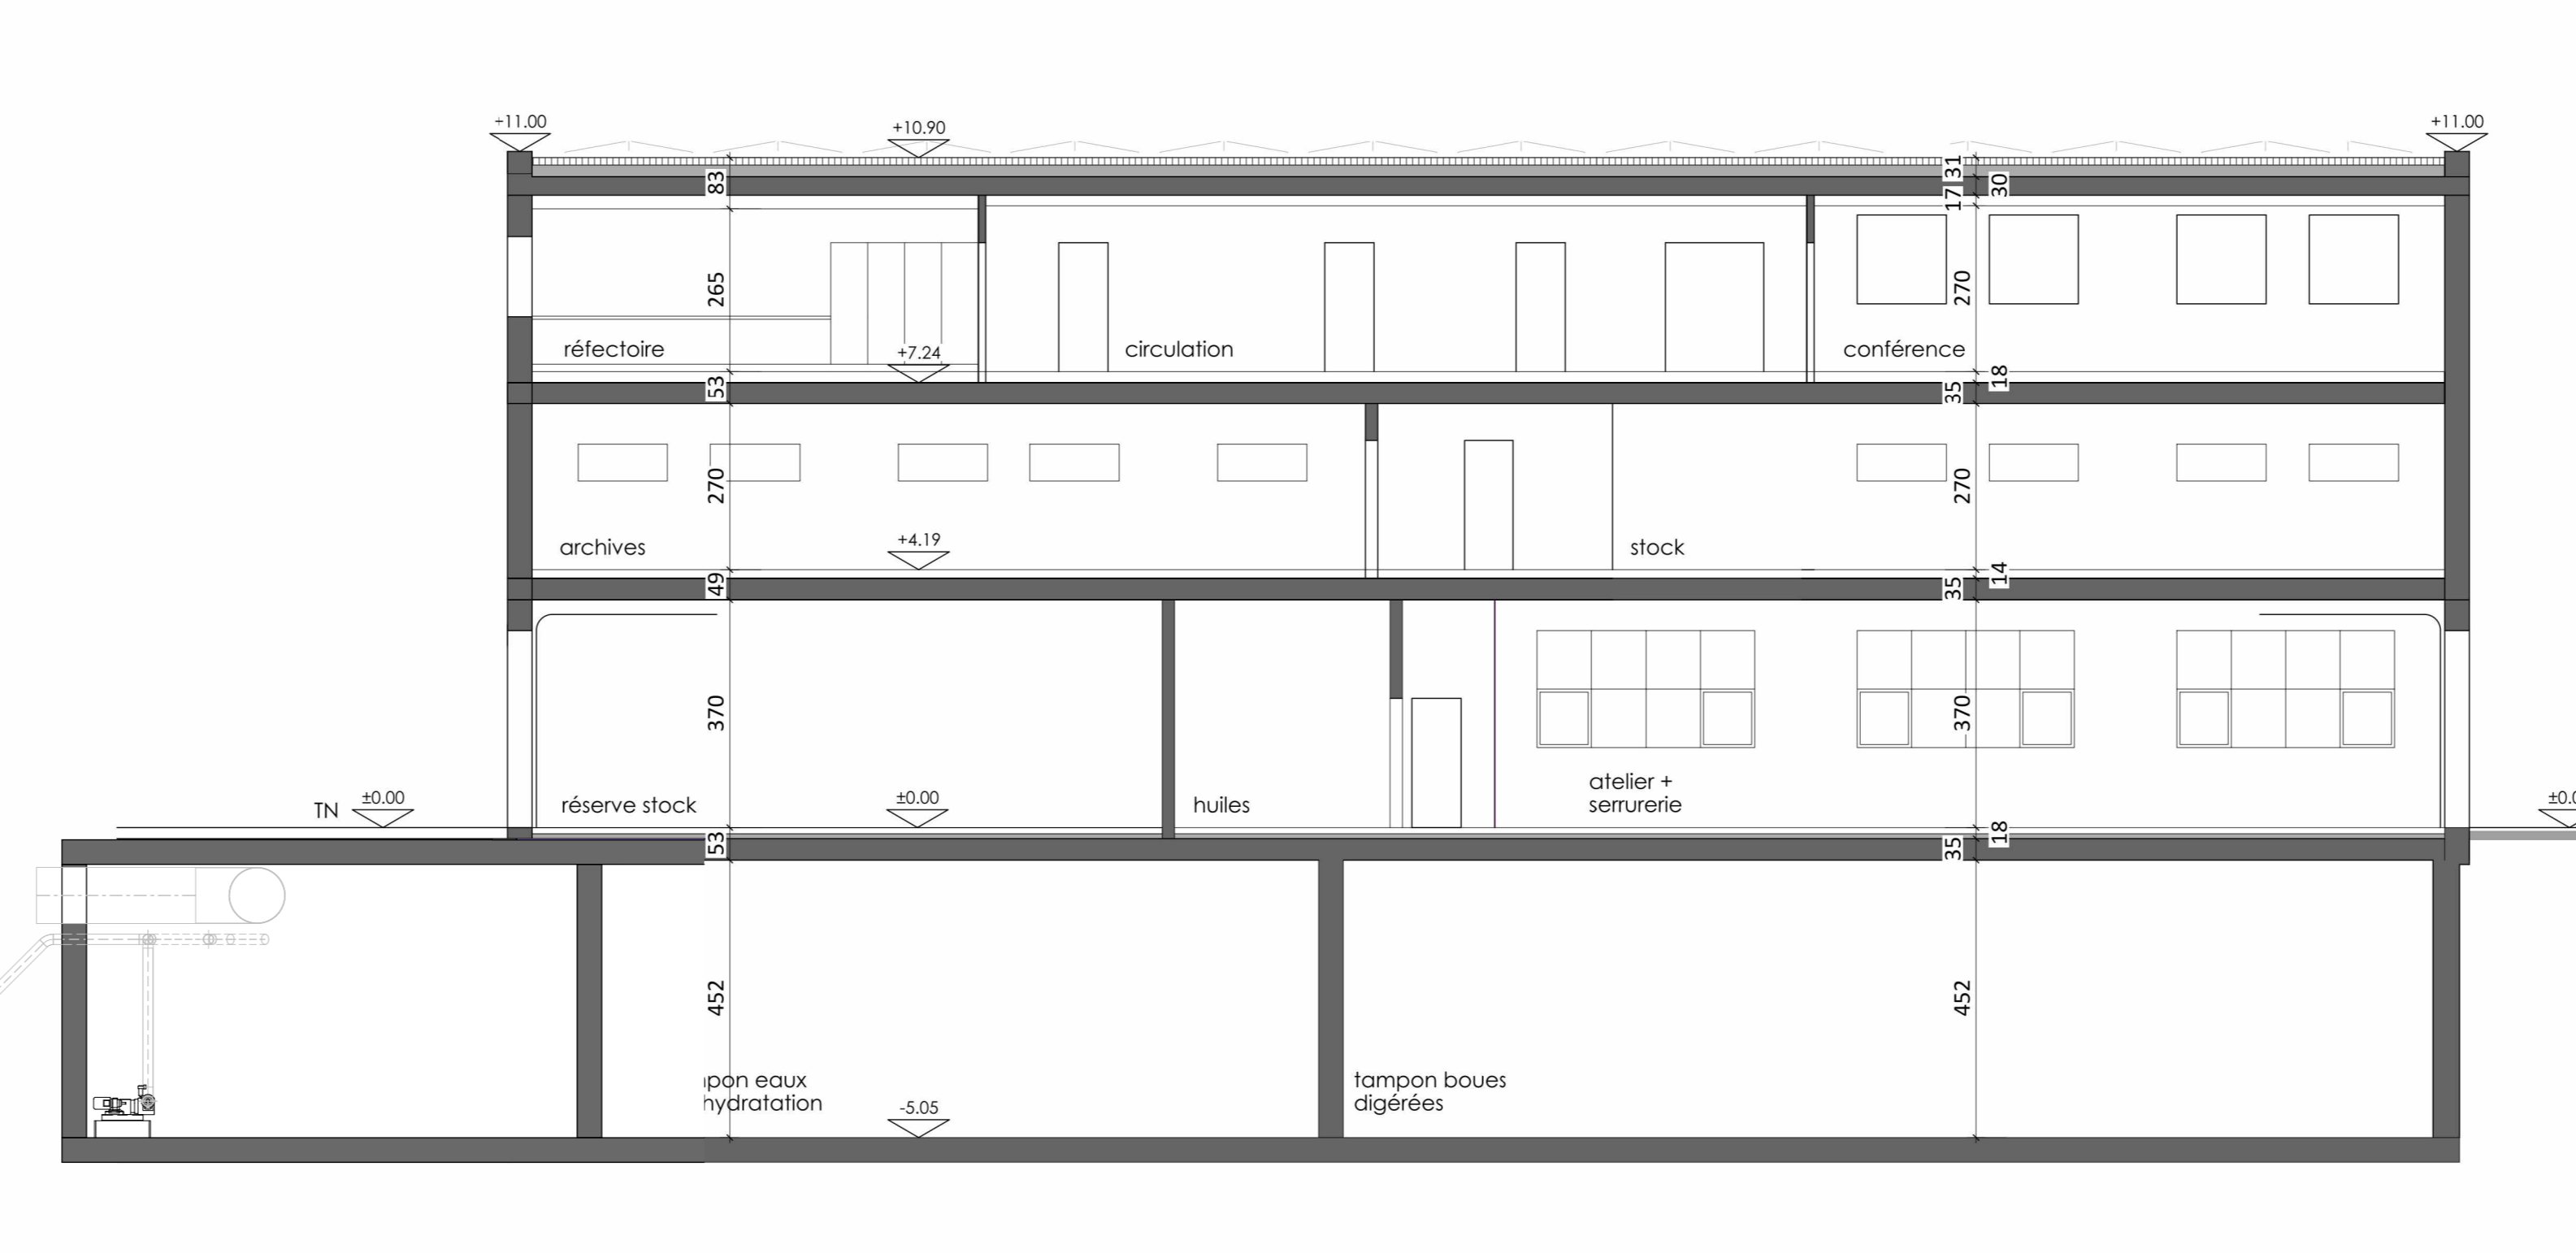 +11.00
+10.90
+11.00
83
31
17
30
265
270
réfectoire
+7.24
circulation
conférence
53
35
18
270
270
archives
+4.19
stock
49
35
14
370
370
TN
±0.00
réserve stock
±0.00
huiles
atelier +
serrurerie
±0.0
53
35
18
452
452
pon eaux
hydratation
-5.05
tampon boues
digérées